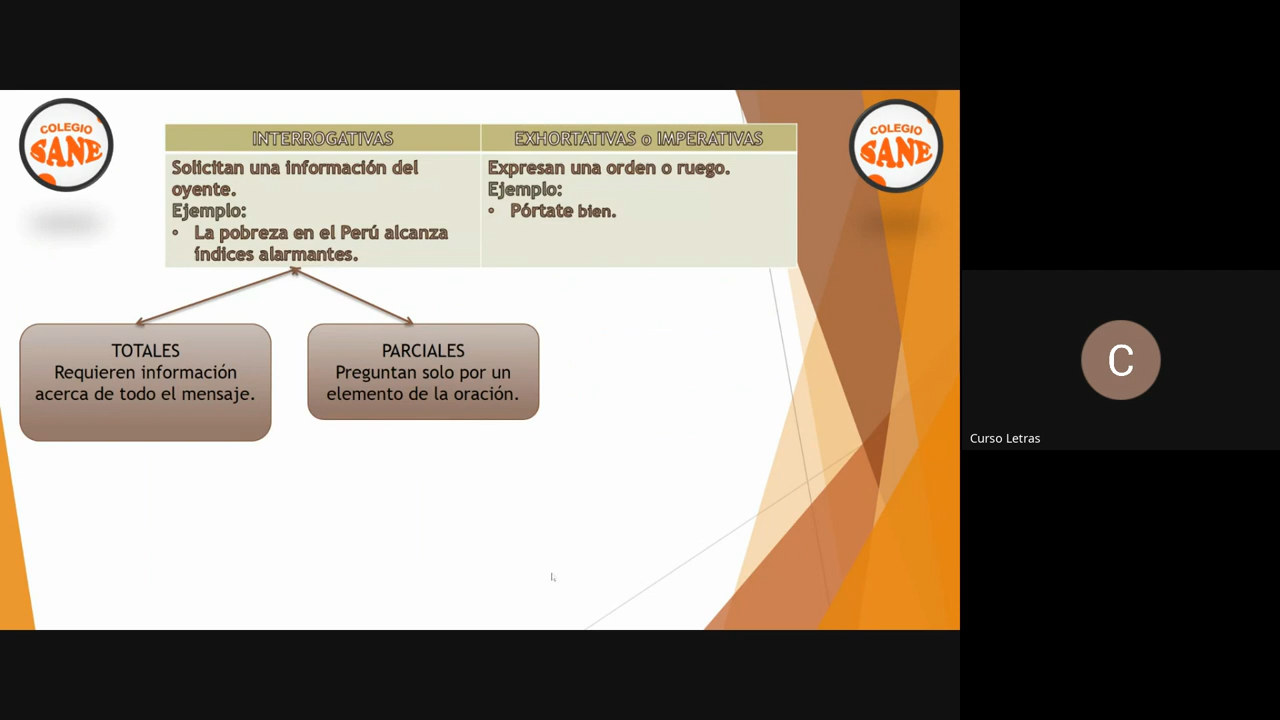 COLEGIO
SANE
COLEGIO
SANE
INTERROGATIVAS
EXHORTATIVAS o IMPERATIVAS
Solicitan una información del
oyente.
Ejemplo:
• La pobreza en el Perú alcanza
índices alarmantes.
Expresan una orden o ruego.
Ejemplo:
• Pórtate bien.
TOTALES
Requieren información
acerca de todo el mensaje.
PARCIALES
Preguntan solo por un
elemento de la oración.
C
Curso Letras